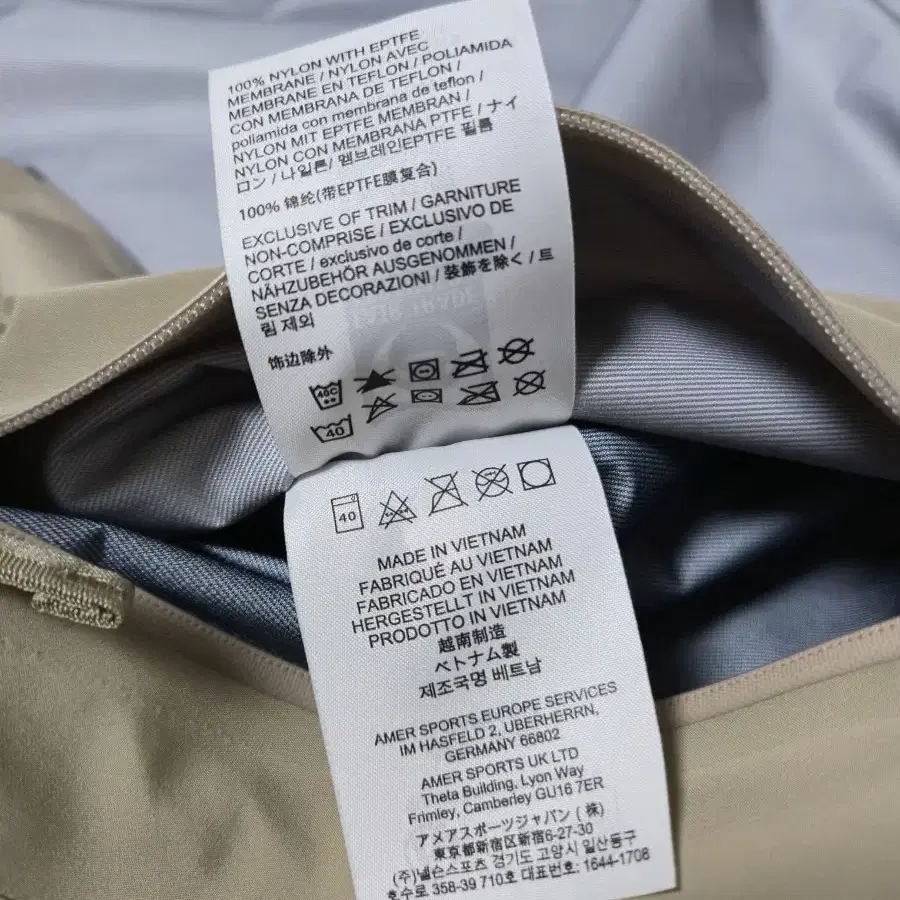 100% NYLON WITH EPTFE
MEMBRANE / NYLON AVEC
MEMBRANE EN TEFLON / POLIAMIDA
CON MEMBRANA DE TEFLON /
poliamida con membrana de teflon /
NYLON MIT EPTFE MEMBRAN /
NYLON CON MEMBRANA PTFE / ナイ
ロン / 나일론/ 멤브레인EPTFE 필름
100% 锦纶(带EPTFE膜复合)
EXCLUSIVE OF TRIM / GARNITURE
NON-COMPRISE / EXCLUSIVO DE
CORTE / exclusivo de corte /
NÄHZUBEHÖR AUSGENOMMEN /
SENZA DECORAZIONI / 装飾を除く / 트
림 제외
饰边除外
40C
40
40
MADE IN VIETNAM
FABRIQUÉ AU VIETNAM
FABRICADO EN VIETNAM
HERGESTELLT IN VIETNAM
PRODOTTO IN VIETNAM
越南制造
ベトナム製
제조국명 베트남
AMER SPORTS EUROPE SERVICES
IM HASFELD 2, UBERHERRN,
GERMANY 66802
AMER SPORTS UK LTD
Theta Building, Lyon Way
Frimley, Camberley GU16 7ER
アメアスポーツジャパン (株)
東京都新宿区新宿6-27-30
(주)넬슨스포츠 경기도 고양시 일산동구
호수로 358-39 710호 대표번호: 1644-1708